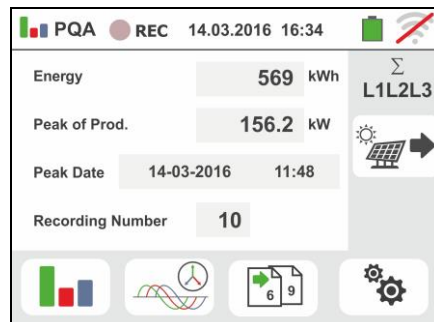 PQA REC 14.03.2016 16:34
Energy 569 kWh
Σ
L1L2L3
Peak of Prod. 156.2 kW
Peak Date 14-03-2016 11:48
Recording Number 10
6 9